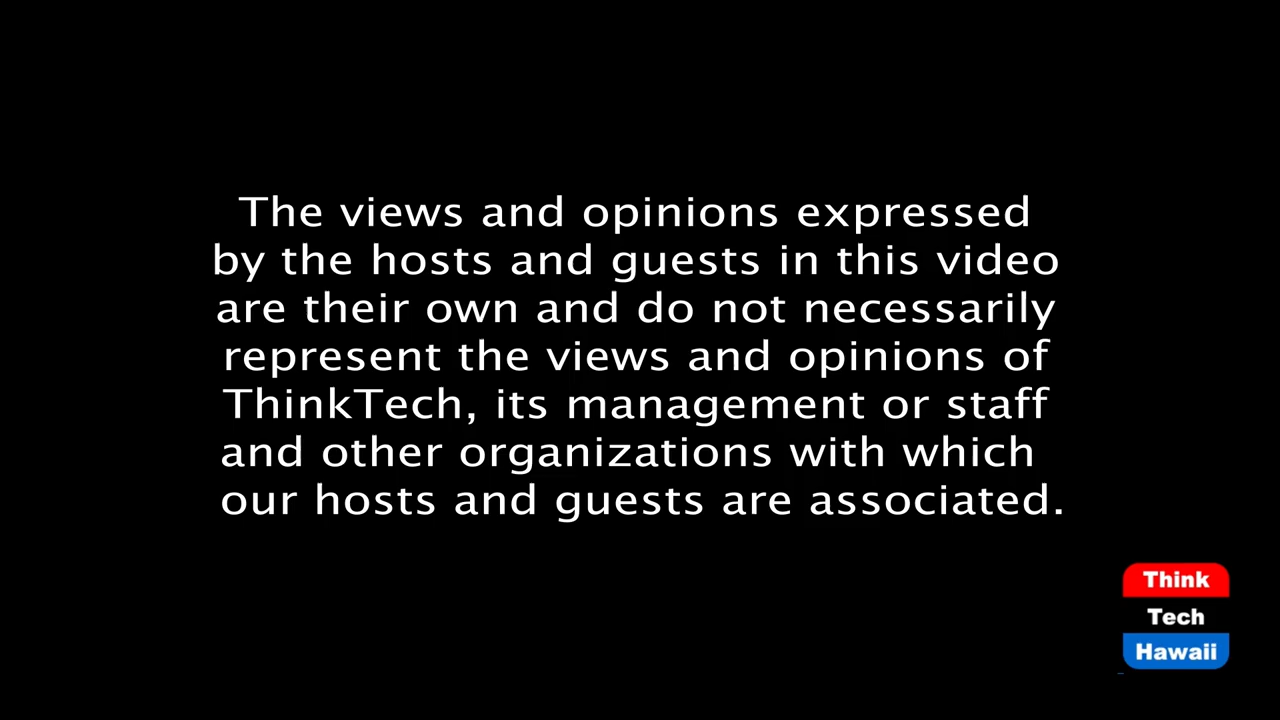 The views and opinions expressed
by the hosts and guests in this video
are their own and do not necessarily
represent the views and opinions of
ThinkTech, its management or staff
and other organizations with which
our hosts and guests are associated.
Think
Tech
Hawaii